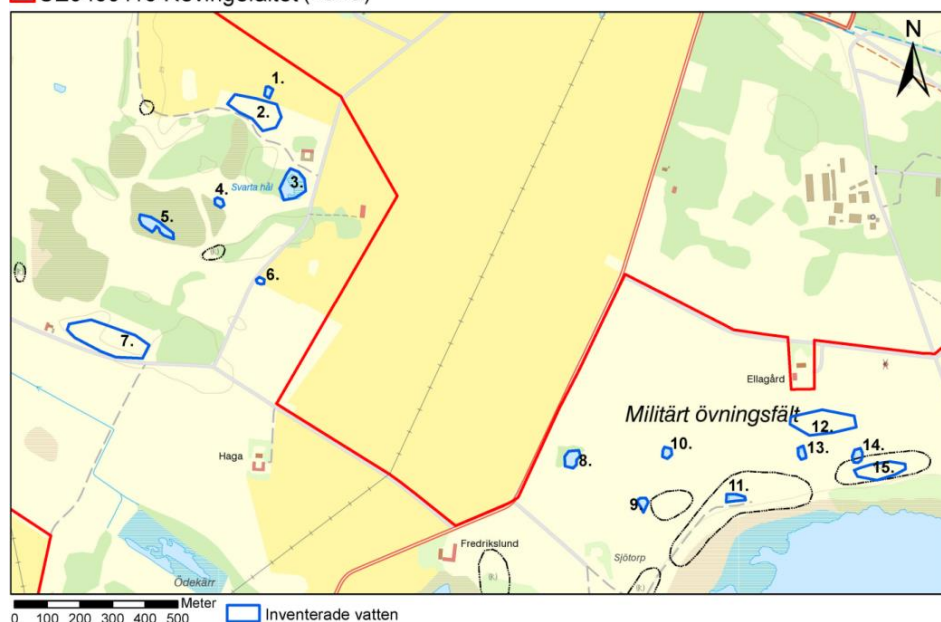 N
1.
2.
Svarta hål
3.
4.
5.
6.
7.
Ellagård
Militärt övningsfält
12.
Haga
8.
10.
13.
14.
15.
11.
9.
Fredrikslund
Sjötorp
(K)
(K)
(K)
Ödekärr
Meter
0 100 200 300 400 500
Inventerade vatten